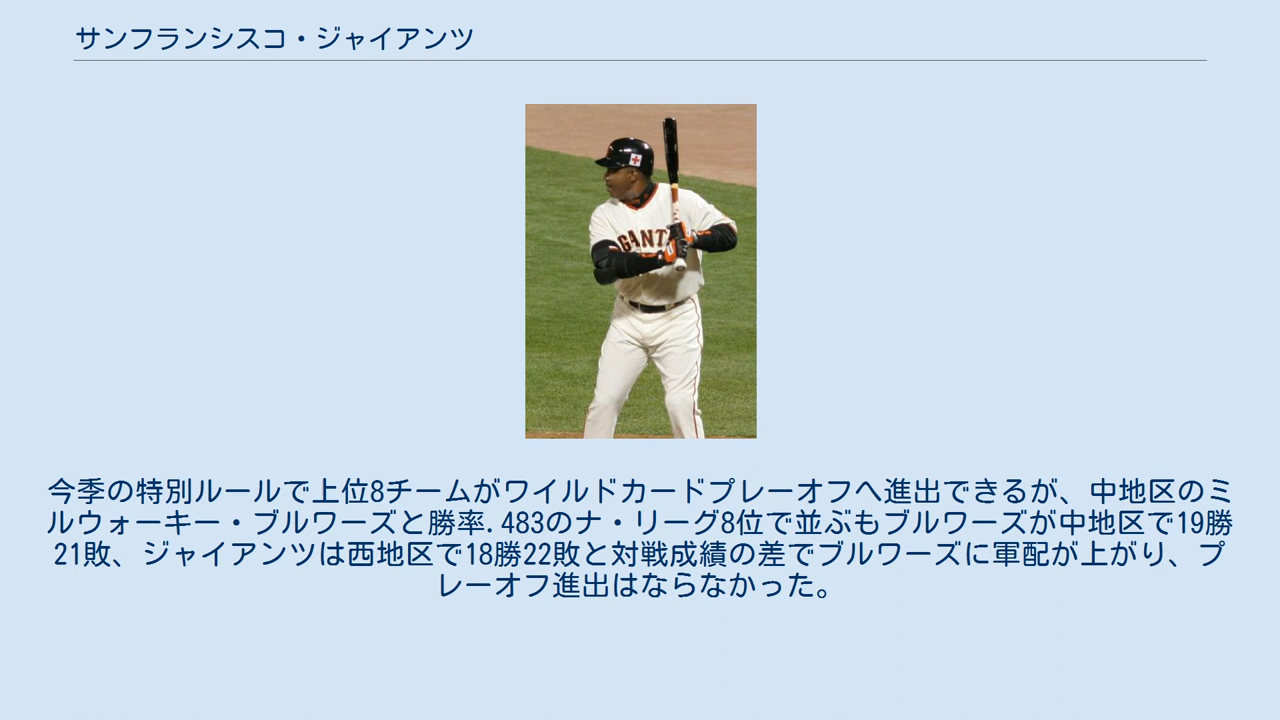 サンフランシスコ・ジャイアンツ
GANT
今季の特別ルールで上位8チームがワイルドカードプレーオフへ進出できるが、中地区のミ
ルウォーキー・ブルワーズと勝率.483のナ・リーグ8位で並ぶもブルワーズが中地区で19勝
21敗、ジャイアンツは西地区で18勝22敗と対戦成績の差でブルワーズに軍配が上がり、プ
レーオフ進出はならなかった。